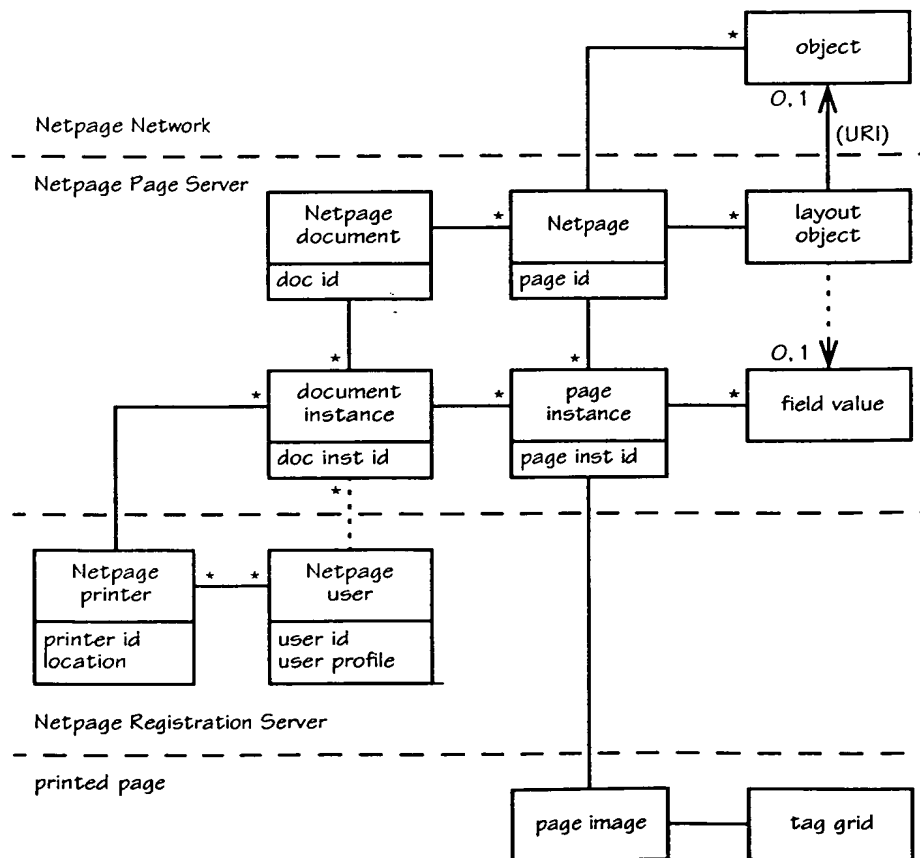 *
object
0, 1
(URI)
Netpage Network
Netpage Page Server
Netpage
document
doc id
*
Netpage
page id
*
layout
object
*
*
0, 1
*
document
instance
doc inst id
*
page
instance
page inst id
*
field value
*
Netpage
printer
printer id
location
*
*
Netpage
user
user id
user profile
Netpage Registration Server
printed page
page image
tag grid